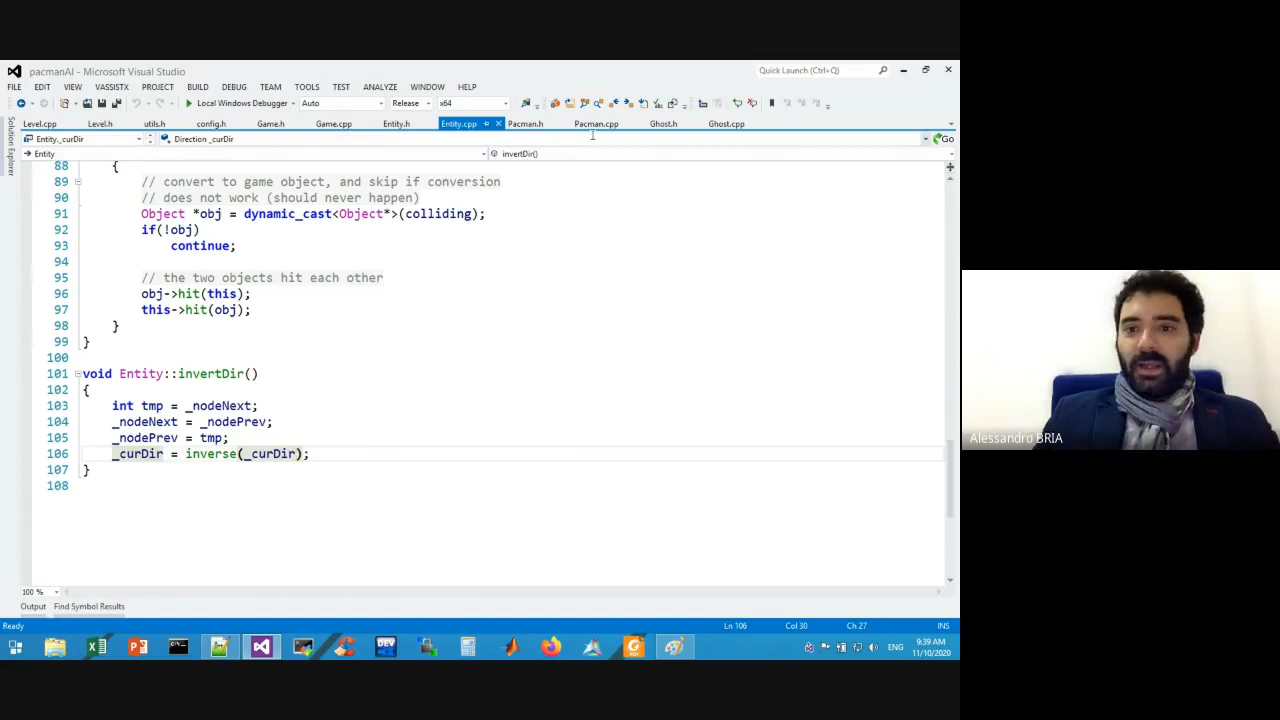 pacmanAI - Microsoft Visual Studio
Quick Launch (Ctrl+Q)
FILE EDIT VIEW VASSISTX PROJECT BUILD DEBUG TEAM TOOLS TEST ANALYZE WINDOW HELP
Local Windows Debugger Auto Release x64
Level.cpp Level.h utils.h config.h Game.h Game.cpp Entity.h Entity.cpp Pacman.h Pacman.cpp Ghost.h Ghost.cpp
Solution Explorer
Entity._curDir Direction _curDir Go
Entity invertDir()
88 {
89 // convert to game object, and skip if conversion
90 // does not work (should never happen)
91 Object *obj = dynamic_cast<Object*>(colliding);
92 if(!obj)
93 continue;
94
95 // the two objects hit each other
96 obj->hit(this);
97 this->hit(obj);
98 }
99 }
100
101 void Entity::invertDir()
102 {
103 int tmp = _nodeNext;
104 _nodeNext = _nodePrev;
105 _nodePrev = tmp;
106 _curDir = inverse(_curDir);
107 }
108
Alessandro BRIA
100 %
Output Find Symbol Results
Ready Ln 106 Col 30 Ch 27 INS
DEV
PDF
ENG
9:39 AM
11/10/2020